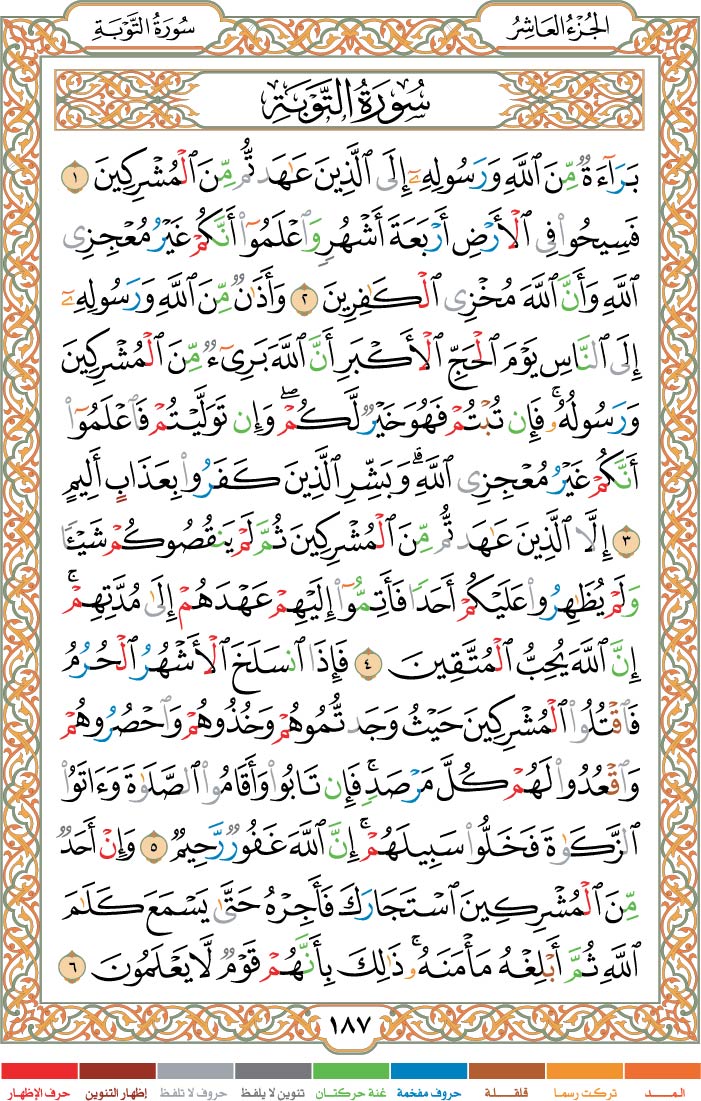 الجُزْءُ العَاشِرُ
سُورَةُ التَّوۡبَةِ
سُورَةُ التَّوۡبَةِ
بَرَآءَةٞ مِّنَ ٱللَّهِ وَرَسُولِهِۦٓ إِلَى ٱلَّذِينَ عَٰهَدتُّم مِّنَ ٱلۡمُشۡرِكِينَ ١
فَسِيحُواْ فِي ٱلۡأَرۡضِ أَرۡبَعَةَ أَشۡهُرٖ وَٱعۡلَمُوٓاْ أَنَّكُمۡ غَيۡرُ مُعۡجِزِي
ٱللَّهِ وَأَنَّ ٱللَّهَ مُخۡزِي ٱلۡكَٰفِرِينَ ٢ وَأَذَٰنٞ مِّنَ ٱللَّهِ وَرَسُولِهِۦٓ
إِلَى ٱلنَّاسِ يَوۡمَ ٱلۡحَجِّ ٱلۡأَكۡبَرِ أَنَّ ٱللَّهَ بَرِيٓءٞ مِّنَ ٱلۡمُشۡرِكِينَ
وَرَسُولُهُۥۚ فَإِن تُبۡتُمۡ فَهُوَ خَيۡرٞ لَّكُمۡۖ وَإِن تَوَلَّيۡتُمۡ فَٱعۡلَمُوٓاْ
أَنَّكُمۡ غَيۡرُ مُعۡجِزِي ٱللَّهِۗ وَبَشِّرِ ٱلَّذِينَ كَفَرُواْ بِعَذَابٍ أَلِيمٍ
٣ إِلَّا ٱلَّذِينَ عَٰهَدتُّم مِّنَ ٱلۡمُشۡرِكِينَ ثُمَّ لَمۡ يَنقُصُوكُمۡ شَيۡـٔٗا
وَلَمۡ يُظَٰهِرُواْ عَلَيۡكُمۡ أَحَدٗا فَأَتِمُّوٓاْ إِلَيۡهِمۡ عَهۡدَهُمۡ إِلَىٰ مُدَّتِهِمۡۚ
إِنَّ ٱللَّهَ يُحِبُّ ٱلۡمُتَّقِينَ ٤ فَإِذَا ٱنسَلَخَ ٱلۡأَشۡهُرُ ٱلۡحُرُمُ
فَٱقۡتُلُواْ ٱلۡمُشۡرِكِينَ حَيۡثُ وَجَدتُّمُوهُمۡ وَخُذُوهُمۡ وَٱحۡصُرُوهُمۡ
وَٱقۡعُدُواْ لَهُمۡ كُلَّ مَرۡصَدٖۚ فَإِن تَابُواْ وَأَقَامُواْ ٱلصَّلَوٰةَ وَءَاتَوُاْ
ٱلزَّكَوٰةَ فَخَلُّواْ سَبِيلَهُمۡۚ إِنَّ ٱللَّهَ غَفُورٞ رَّحِيمٞ ٥ وَإِنۡ أَحَدٞ
مِّنَ ٱلۡمُشۡرِكِينَ ٱسۡتَجَارَكَ فَأَجِرۡهُ حَتَّىٰ يَسۡمَعَ كَلَٰمَ
ٱللَّهِ ثُمَّ أَبۡلِغۡهُ مَأۡمَنَهُۥۚ ذَٰلِكَ بِأَنَّهُمۡ قَوۡمٞ لَّا يَعۡلَمُونَ ٦
١٨٧
المــد
تركت رسما
قلقـلة
حروف مفخمة
غنة حركتان
تنوين لا يلفظ
حروف لا تلفظ
إظهار التنوين
حرف الإظهار